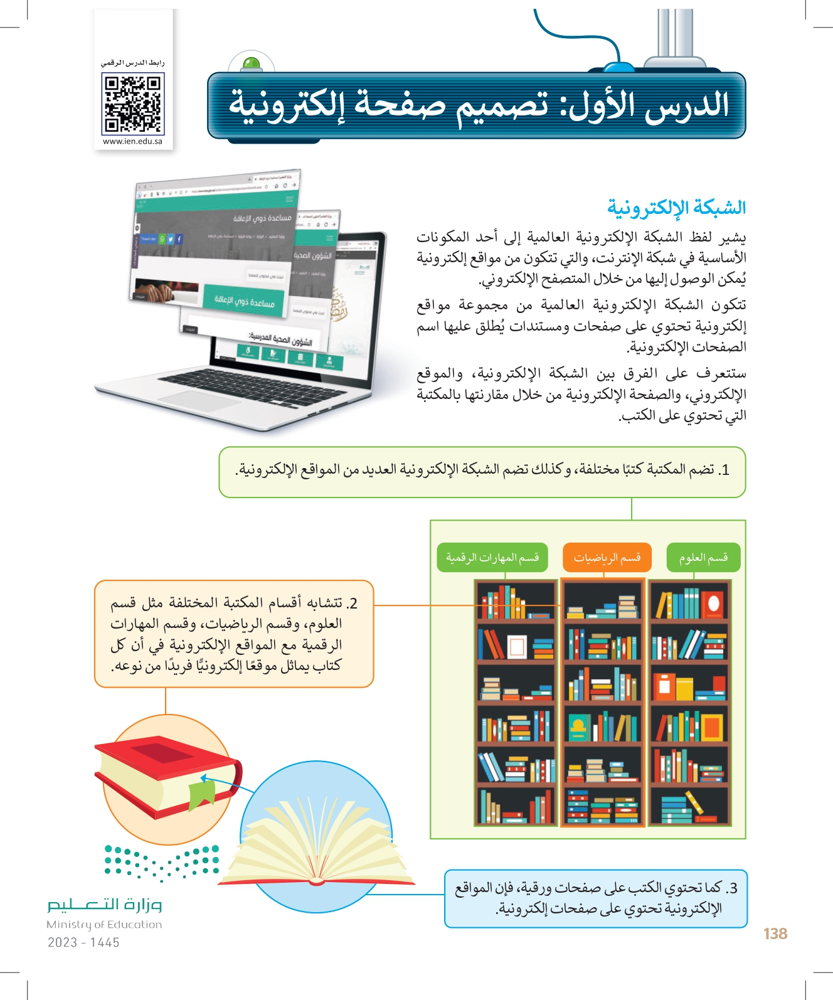 رابط الدرس الرقمي
www.ien.edu.sa
الدرس الأول: تصميم صفحة إلكترونية
الشبكة الإلكترونية
يشير لفظ الشبكة الإلكترونية العالمية إلى أحد المكونات
الأساسية في شبكة الإنترنت، والتي تتكون من مواقع إلكترونية
يُمكن الوصول إليها من خلال المتصفح الإلكتروني.
تتكون الشبكة الإلكترونية العالمية من مجموعة مواقع
إلكترونية تحتوي على صفحات ومستندات يُطلق عليها اسم
الصفحات الإلكترونية.
ستتعرف على الفرق بين الشبكة الإلكترونية، والموقع
الإلكتروني، والصفحة الإلكترونية من خلال مقارنتها بالمكتبة
التي تحتوي على الكتب.
مساعدة ذوي الإعاقة
الشؤون الصحية
ابحث في محتوى الصفحة
مساعدة ذوي الإعاقة
ابحث في محتوى الصفحة
الشؤون الصحية المدرسية:
1. تضم المكتبة كتبًا مختلفة، وكذلك تضم الشبكة الإلكترونية العديد من المواقع الإلكترونية.
قسم العلوم
قسم الرياضيات
قسم المهارات الرقمية
2. تتشابه أقسام المكتبة المختلفة مثل قسم
العلوم، وقسم الرياضيات، وقسم المهارات
الرقمية مع المواقع الإلكترونية في أن كل
كتاب يماثل موقعًا إلكترونيًّا فريدًا من نوعه.
3. كما تحتوي الكتب على صفحات ورقية، فإن المواقع
الإلكترونية تحتوي على صفحات إلكترونية.
وزارة التعليم
Ministry of Education
2023 - 1445
138